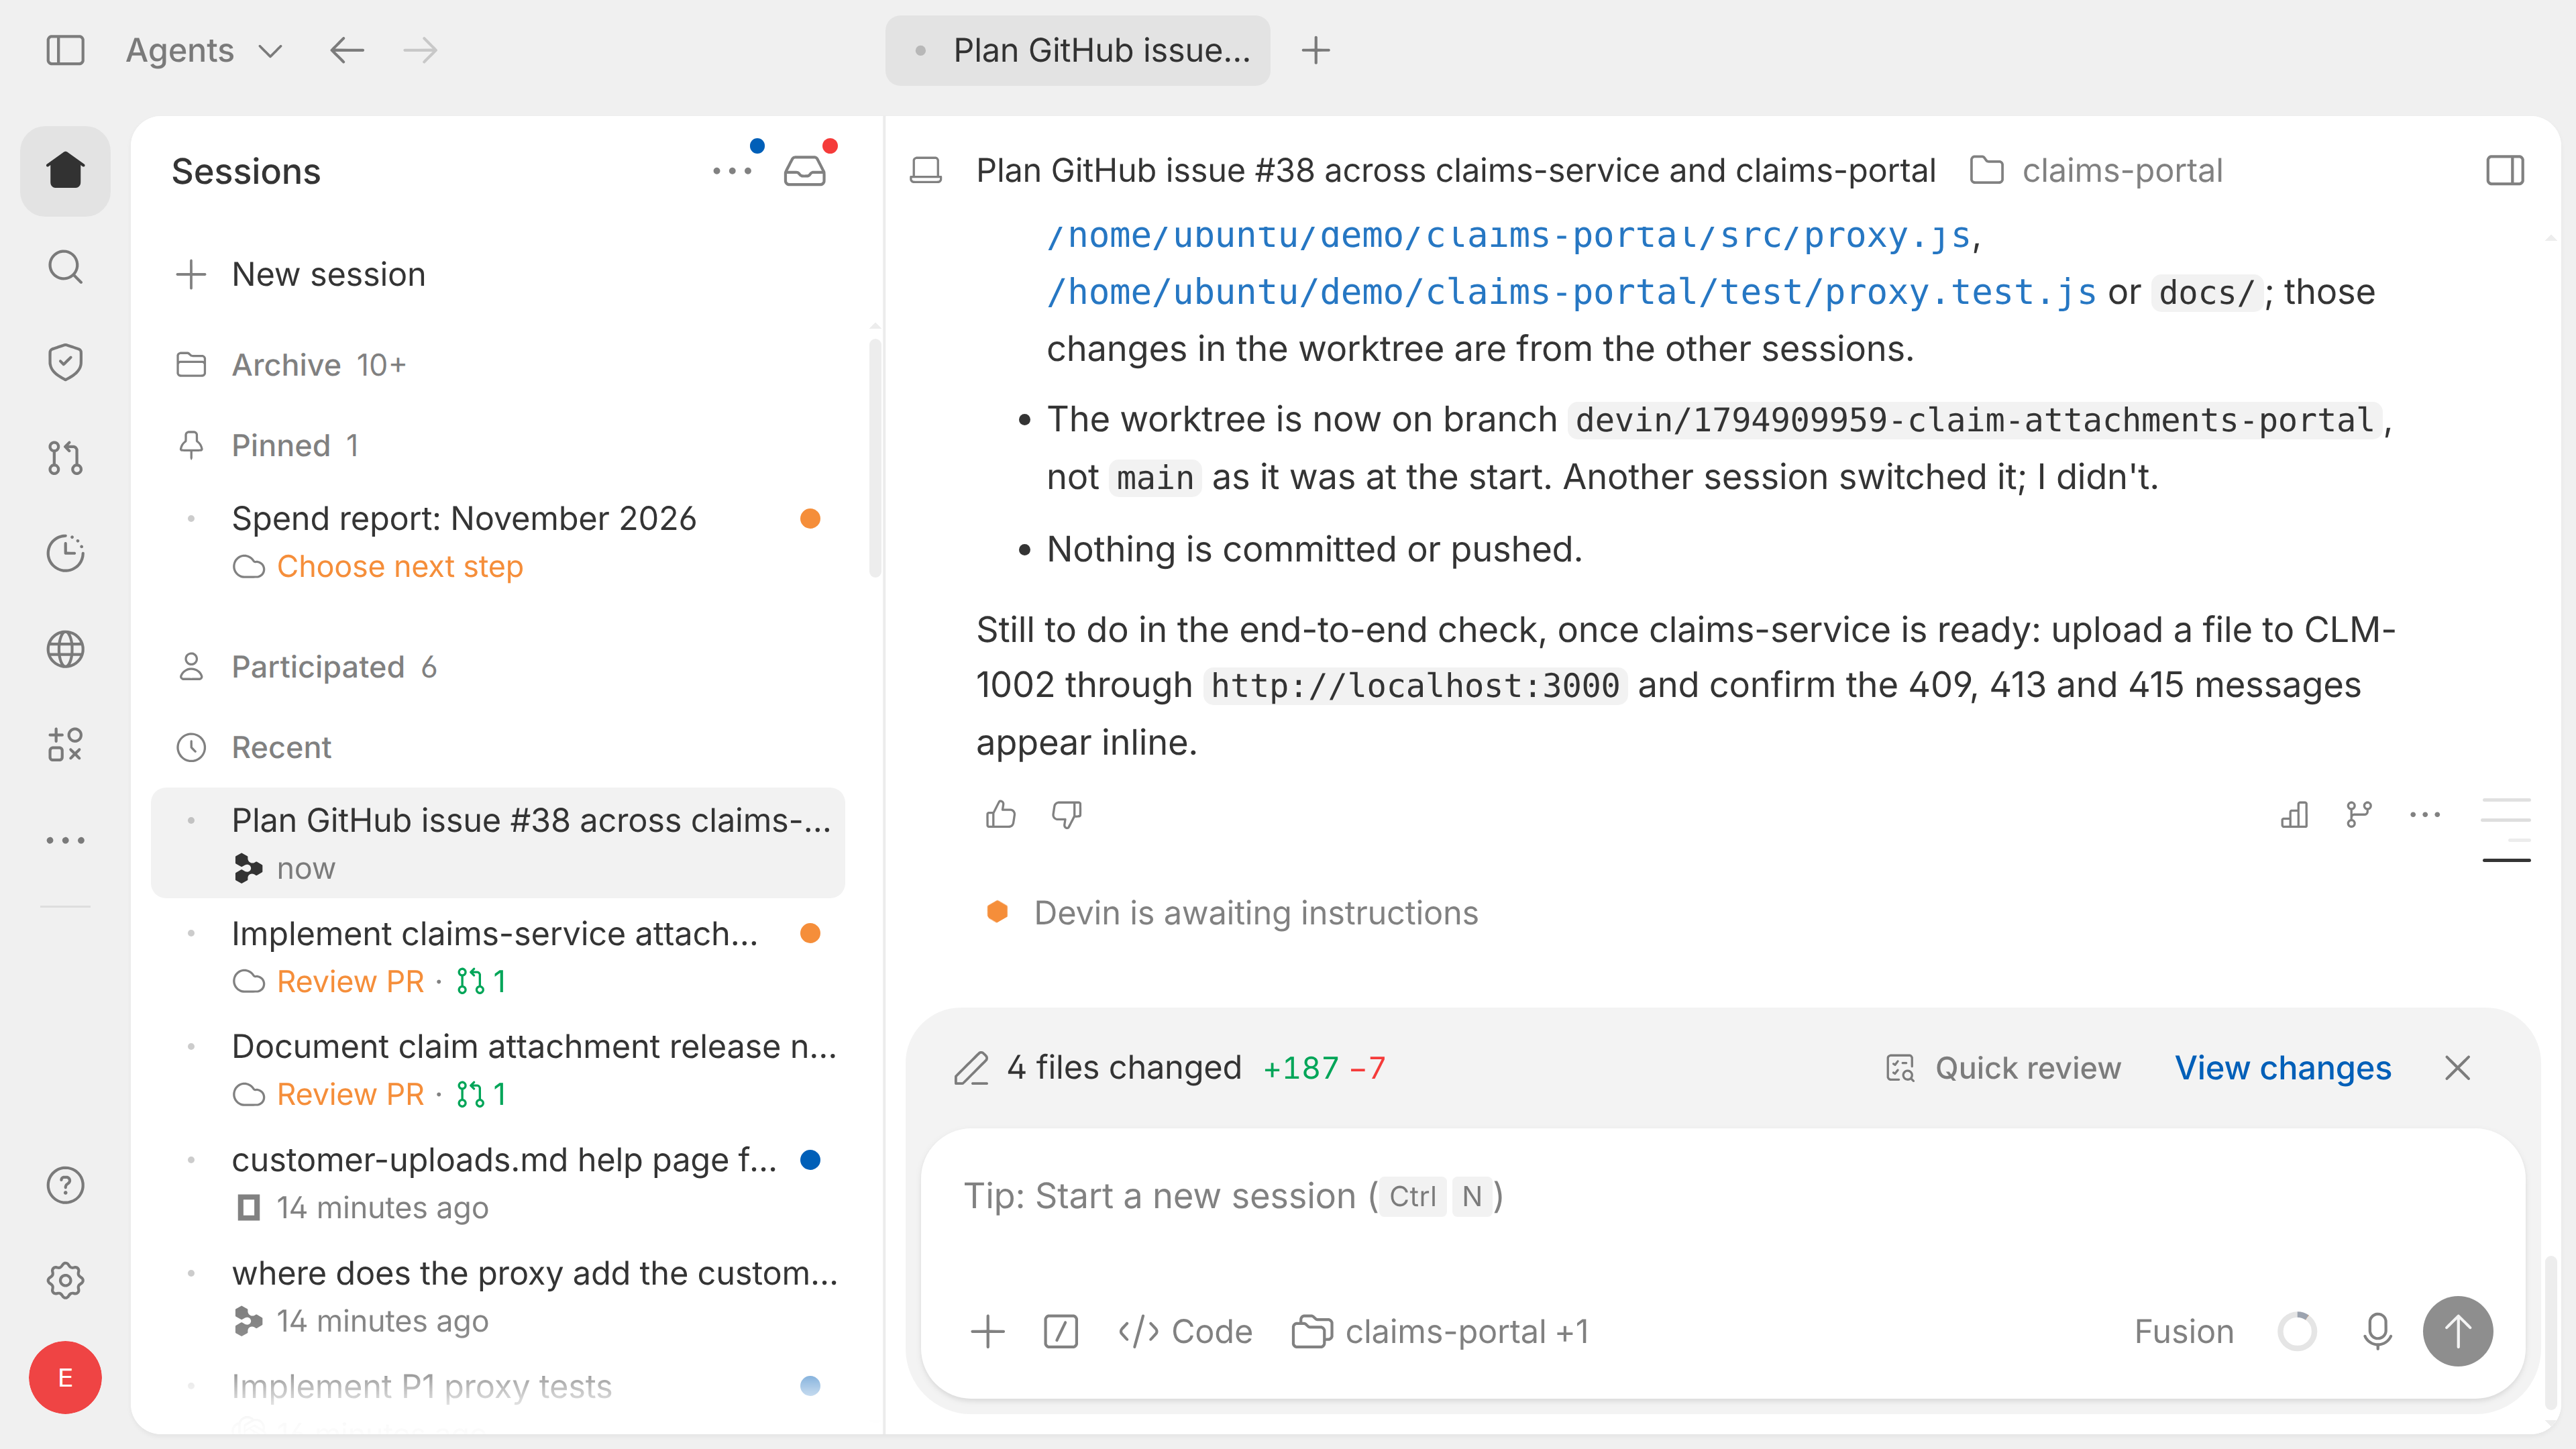 Agents
Plan GitHub issue...
Sessions
New session
Archive 10+
Pinned 1
Spend report: November 2026
Choose next step
Participated 6
Recent
Plan GitHub issue #38 across claims-...
now
Implement claims-service attach...
Review PR · 1
Document claim attachment release n...
Review PR · 1
customer-uploads.md help page f...
14 minutes ago
where does the proxy add the custom...
14 minutes ago
Implement P1 proxy tests
E
Plan GitHub issue #38 across claims-service and claims-portal claims-portal
/home/ubuntu/demo/claims-portal/src/proxy.js,
/home/ubuntu/demo/claims-portal/test/proxy.test.js or docs/; those
changes in the worktree are from the other sessions.
• The worktree is now on branch devin/1794909959-claim-attachments-portal,
not main as it was at the start. Another session switched it; I didn't.
• Nothing is committed or pushed.
Still to do in the end-to-end check, once claims-service is ready: upload a file to CLM-
1002 through http://localhost:3000 and confirm the 409, 413 and 415 messages
appear inline.
Devin is awaiting instructions
4 files changed +187 −7
Quick review
View changes
Tip: Start a new session (Ctrl N)
Code
claims-portal +1
Fusion